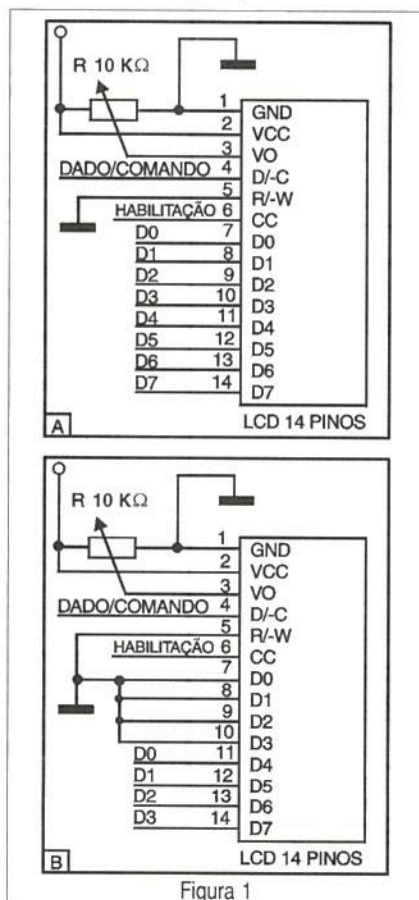 R 10 KΩ
1 GND
2 VCC
3 VO
DADO/COMANDO 4 D/-C
5 R/-W
HABILITAÇÃO 6 CC
D0 7 D0
D1 8 D1
D2 9 D2
D3 10 D3
D4 11 D4
D5 12 D5
D6 13 D6
D7 14 D7
A LCD 14 PINOS
R 10 KΩ
1 GND
2 VCC
3 VO
DADO/COMANDO 4 D/-C
5 R/-W
HABILITAÇÃO 6 CC
7 D0
8 D1
9 D2
10 D3
D0 11 D4
D1 12 D5
D2 13 D6
D3 14 D7
B LCD 14 PINOS
Figura 1